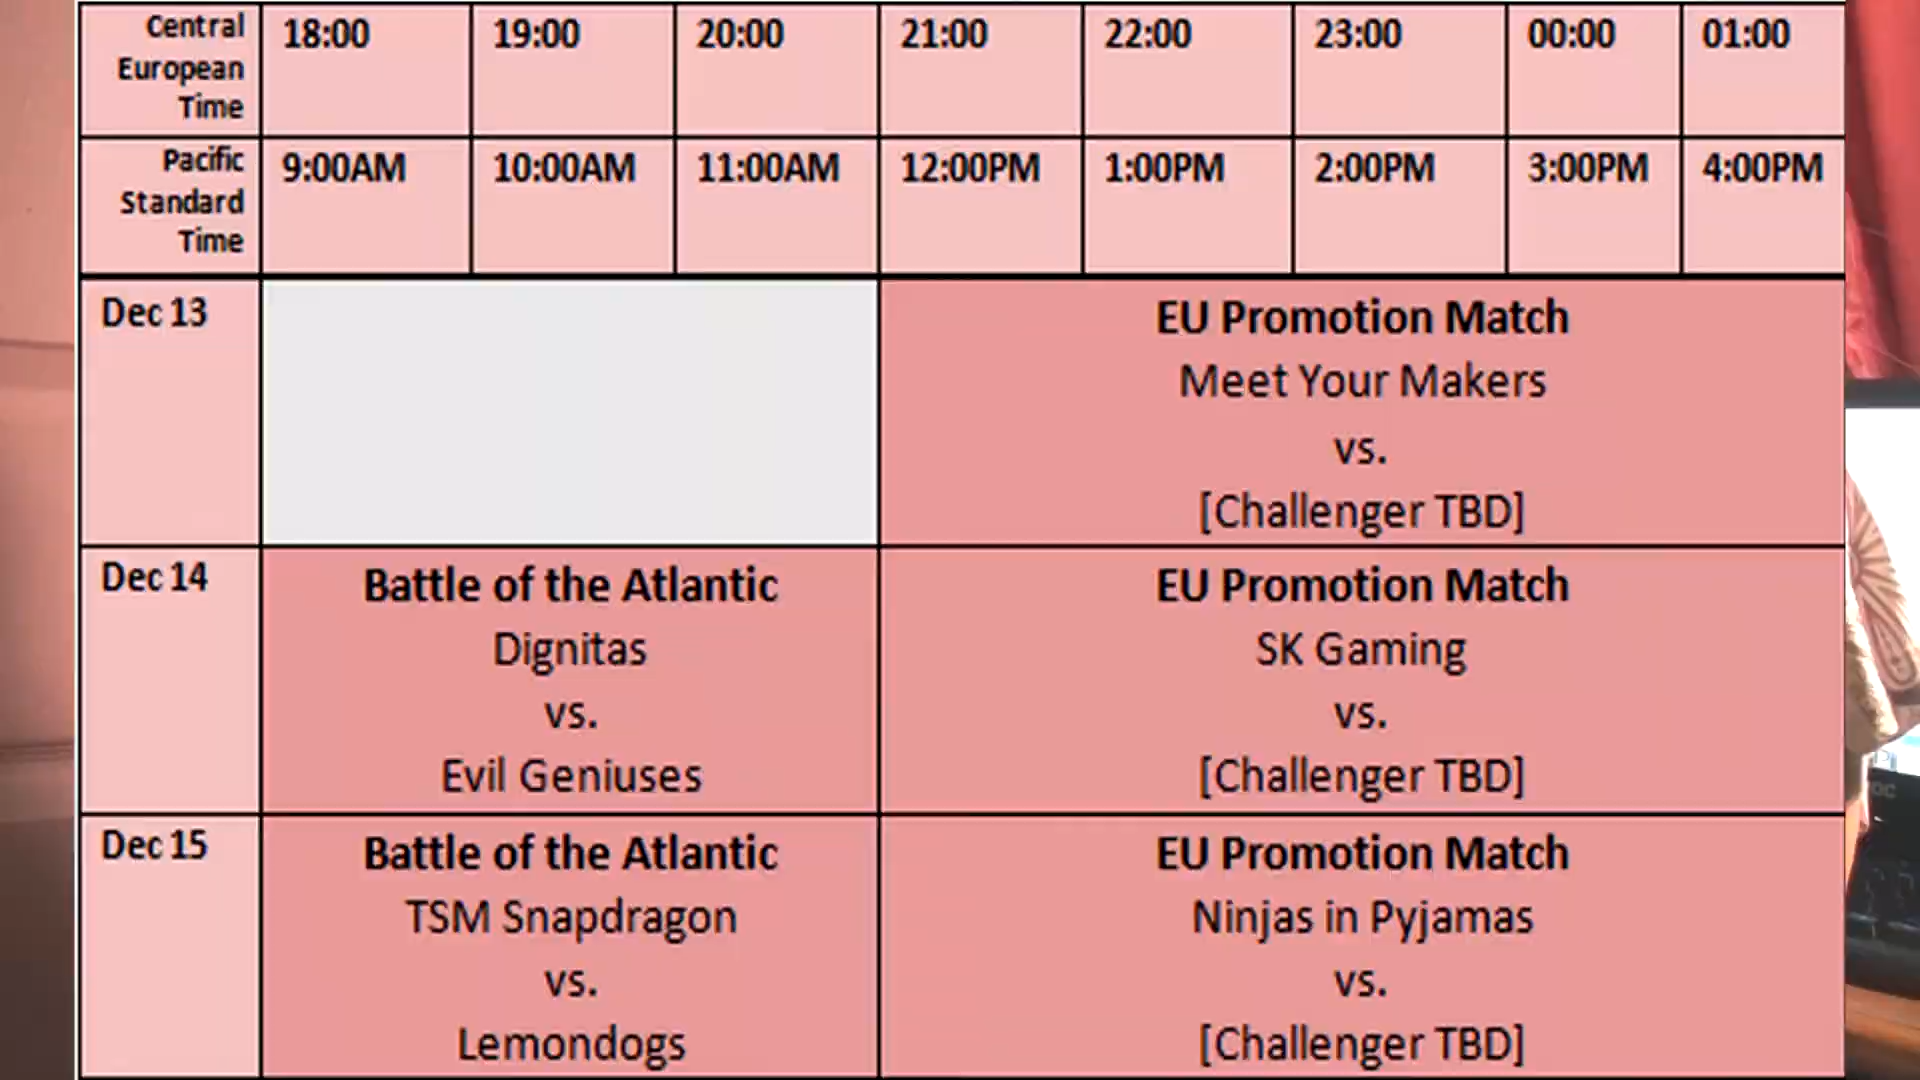 Central European Time 18:00 19:00 20:00 21:00 22:00 23:00 00:00 01:00
Pacific Standard Time 9:00AM 10:00AM 11:00AM 12:00PM 1:00PM 2:00PM 3:00PM 4:00PM
Dec 13
EU Promotion Match
Meet Your Makers
vs.
[Challenger TBD]
Dec 14
Battle of the Atlantic
Dignitas
vs.
Evil Geniuses
EU Promotion Match
SK Gaming
vs.
[Challenger TBD]
Dec 15
Battle of the Atlantic
TSM Snapdragon
vs.
Lemondogs
EU Promotion Match
Ninjas in Pyjamas
vs.
[Challenger TBD]